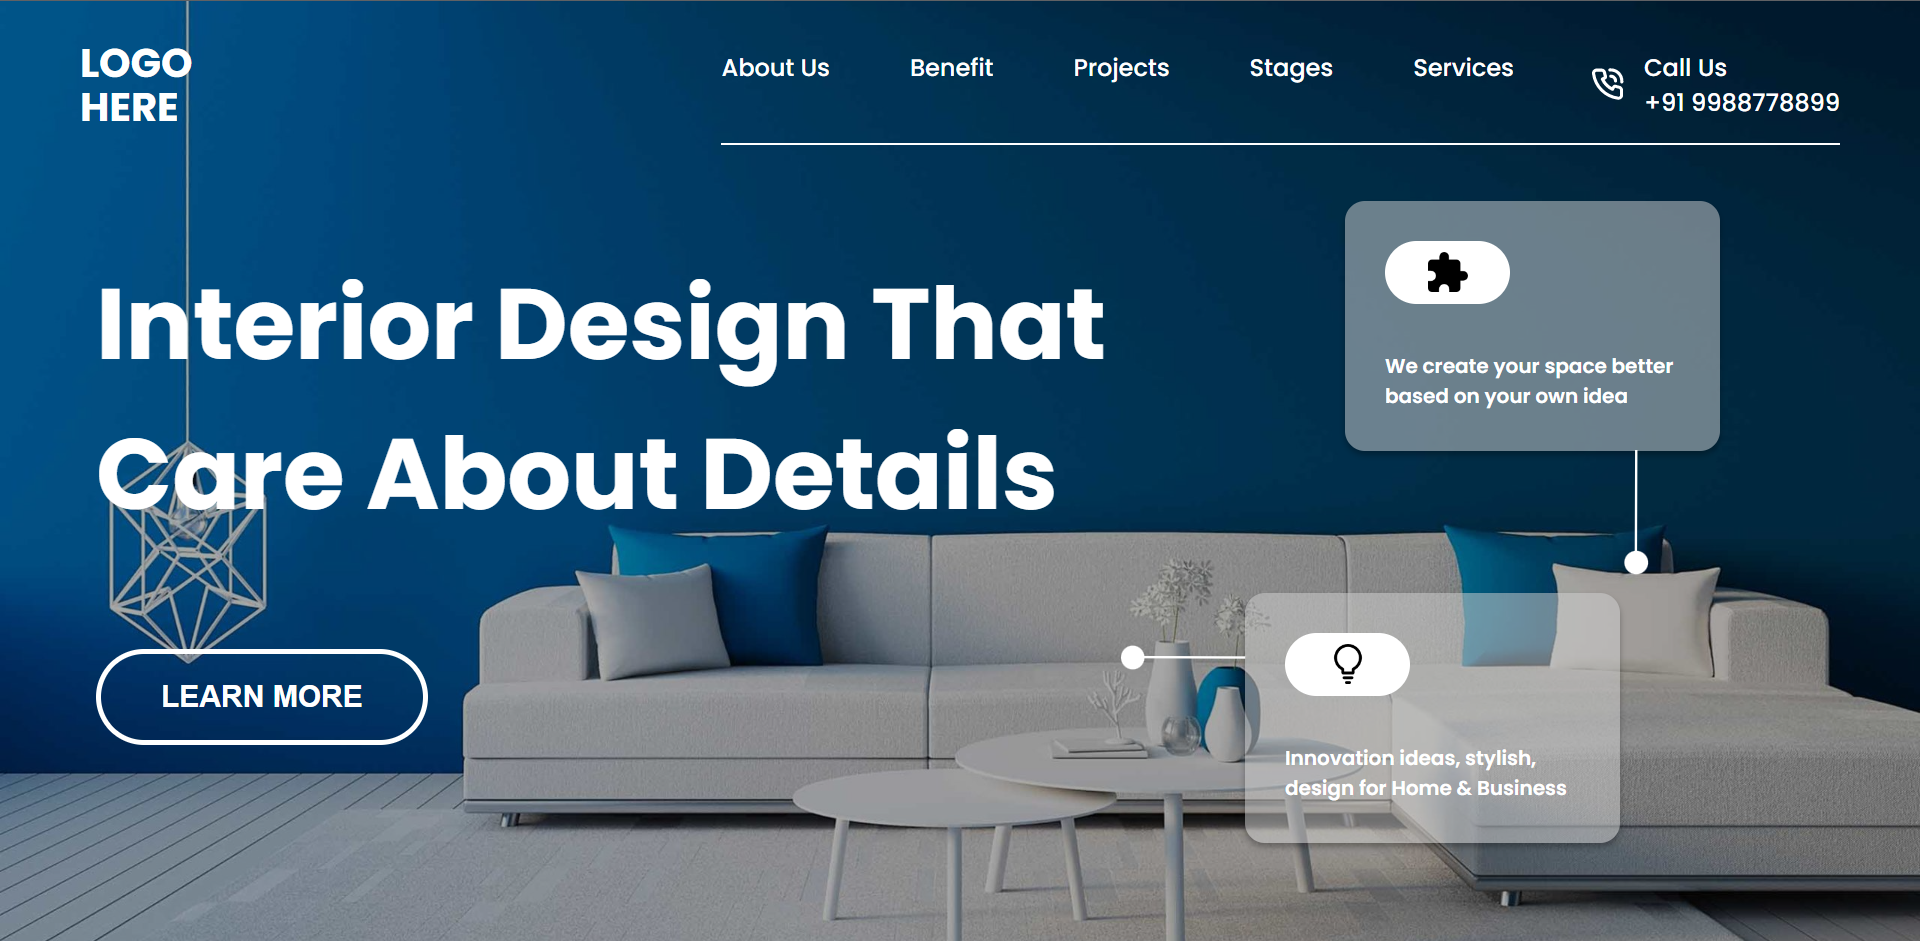 LOGO
HERE
About Us
Benefit
Projects
Stages
Services
Call Us
+91 9988778899
Interior Design That
Care About Details
LEARN MORE
We create your space better
based on your own idea
Innovation ideas, stylish,
design for Home & Business